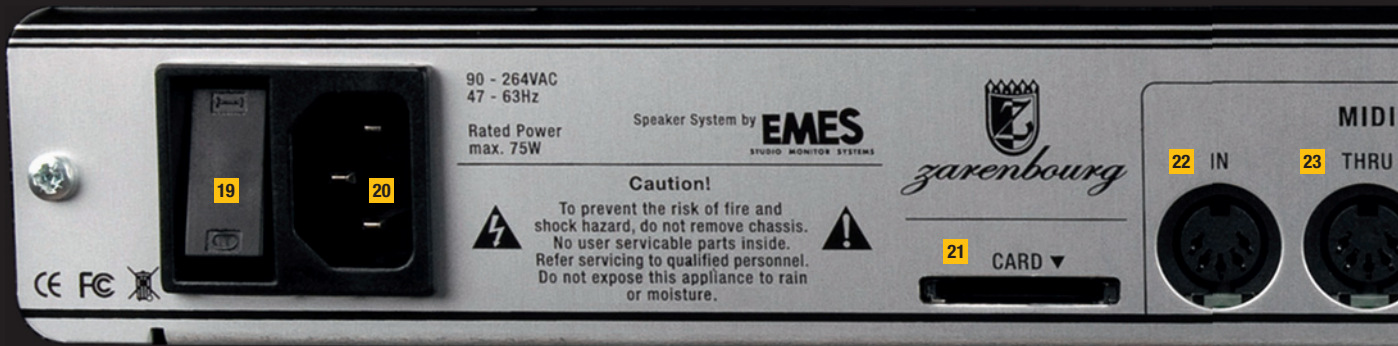 90 - 264VAC
47 - 63Hz
Rated Power
max. 75W
Speaker System by EMES
STUDIO MONITOR SYSTEMS
Caution!
To prevent the risk of fire and
shock hazard, do not remove chassis.
No user servicable parts inside.
Refer servicing to qualified personnel.
Do not expose this appliance to rain
or moisture.
19
20
CE FC
Z
zarenbourg
21 CARD ▼
MIDI
22 IN
23 THRU